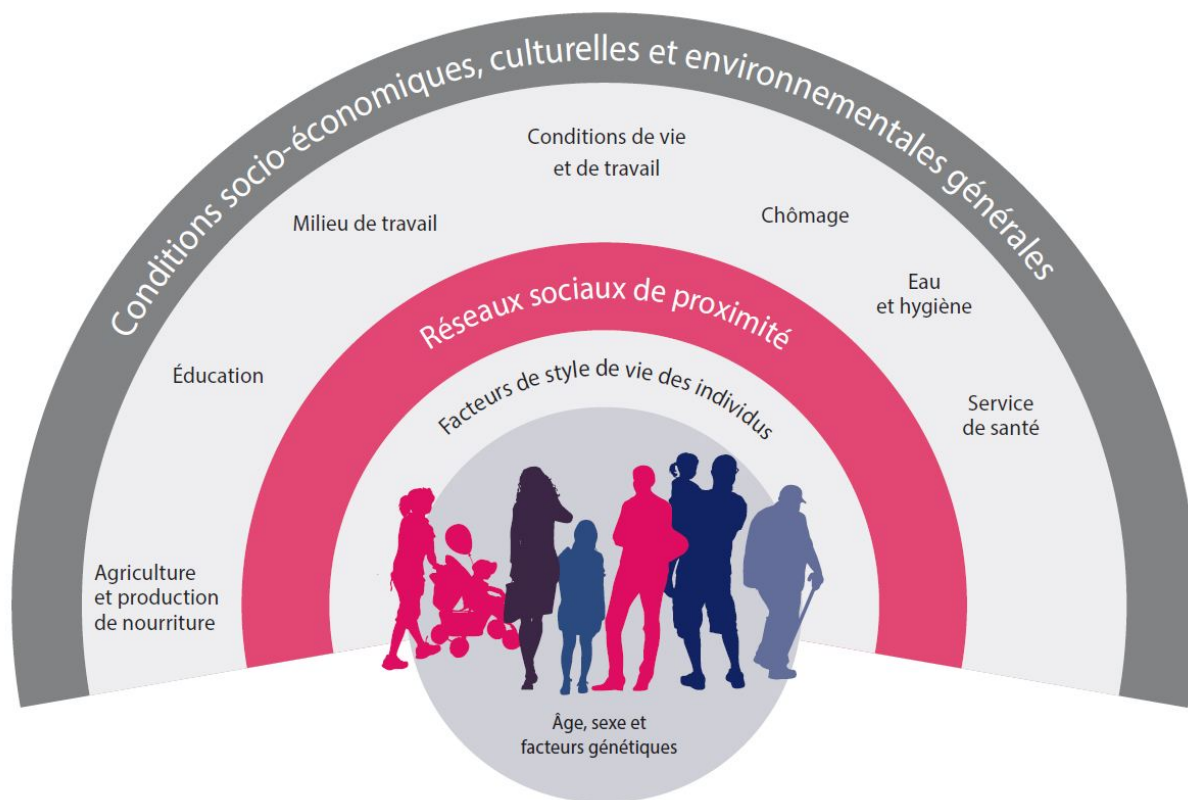 Conditions socio-économiques, culturelles et environnementales générales
Conditions de vie
et de travail
Milieu de travail
Chômage
Eau
et hygiène
Éducation
Service
de santé
Agriculture
et production
de nourriture
Réseaux sociaux de proximité
Facteurs de style de vie des individus
Âge, sexe et
facteurs génétiques